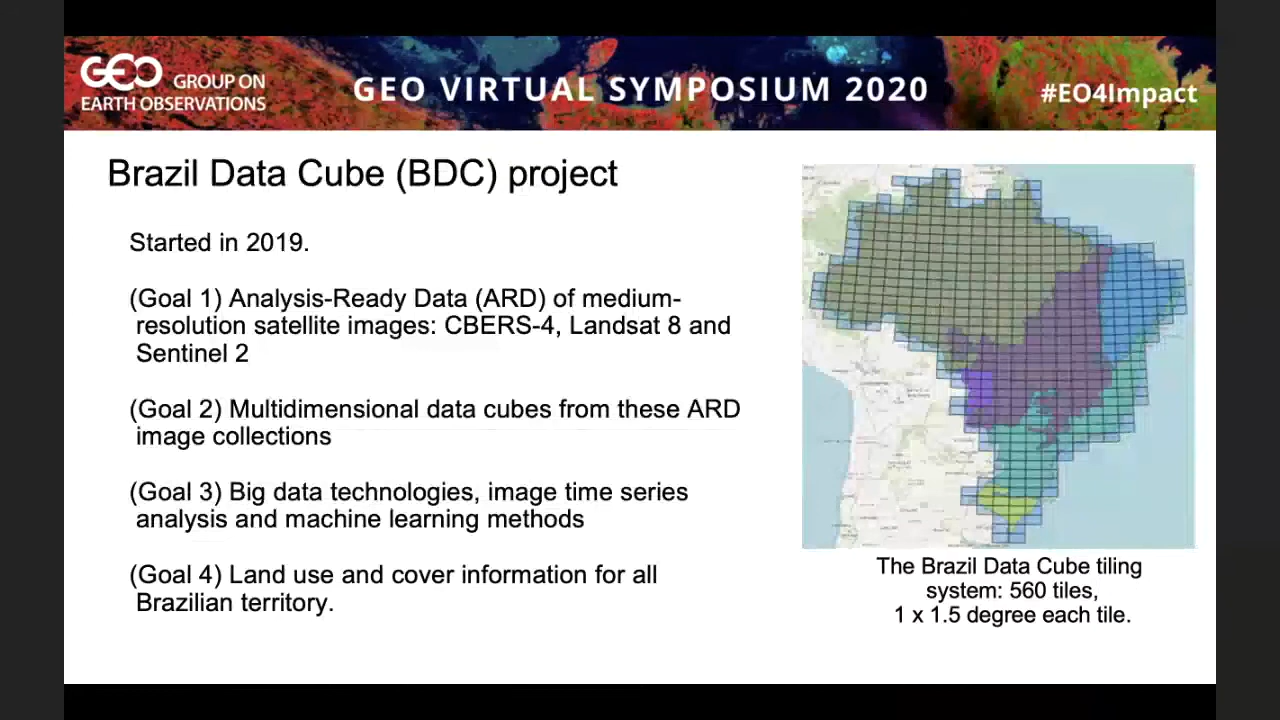 GEO GROUP ON
EARTH OBSERVATIONS
GEO VIRTUAL SYMPOSIUM 2020
#EO4Impact
Brazil Data Cube (BDC) project
Started in 2019.
(Goal 1) Analysis-Ready Data (ARD) of medium-
resolution satellite images: CBERS-4, Landsat 8 and
Sentinel 2
(Goal 2) Multidimensional data cubes from these ARD
image collections
(Goal 3) Big data technologies, image time series
analysis and machine learning methods
(Goal 4) Land use and cover information for all
Brazilian territory.
The Brazil Data Cube tiling
system: 560 tiles,
1 x 1.5 degree each tile.